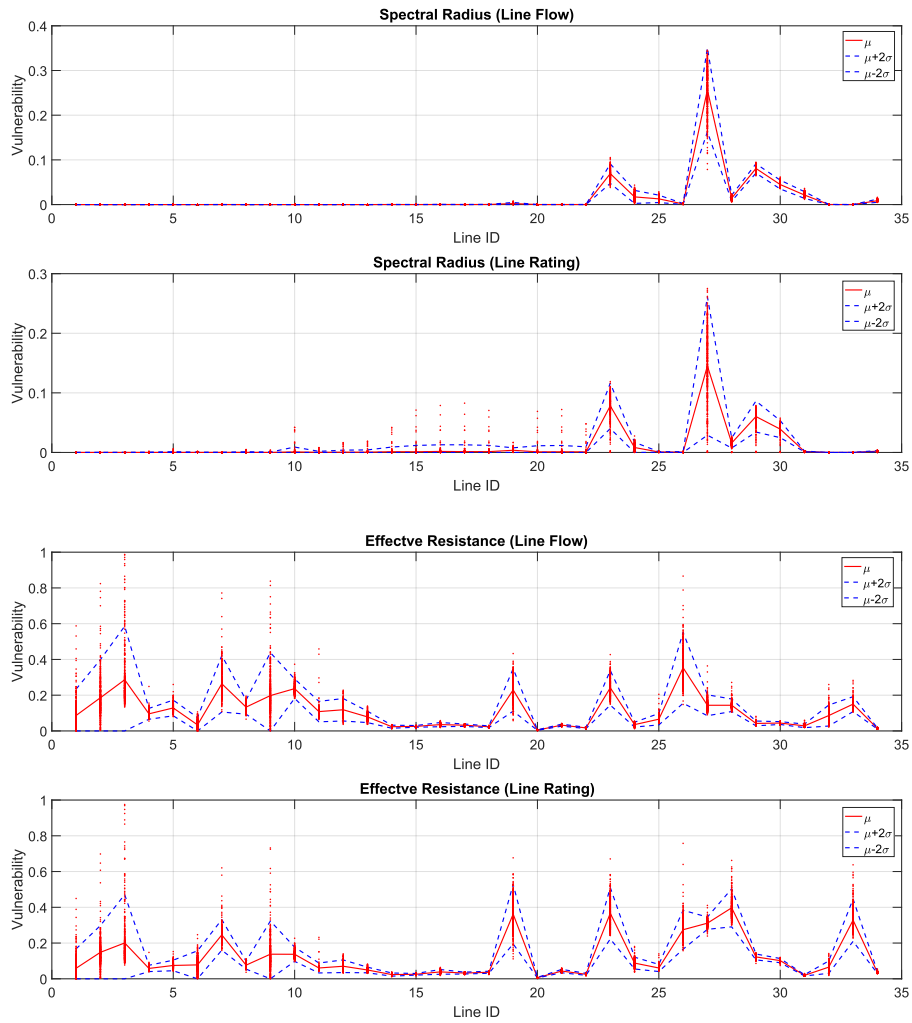 Spectral Radius (Line Flow)
Vulnerability
0.4
0.3
0.2
0.1
0
0 5 10 15 20 25 30 35
Line ID
μ
μ+2σ
μ-2σ
Spectral Radius (Line Rating)
Vulnerability
0.3
0.2
0.1
0
0 5 10 15 20 25 30 35
Line ID
μ
μ+2σ
μ-2σ
Effectve Resistance (Line Flow)
Vulnerability
1
0.8
0.6
0.4
0.2
0
0 5 10 15 20 25 30 35
Line ID
μ
μ+2σ
μ-2σ
Effectve Resistance (Line Rating)
Vulnerability
1
0.8
0.6
0.4
0.2
0
0 5 10 15 20 25 30 35
Line ID
μ
μ+2σ
μ-2σ